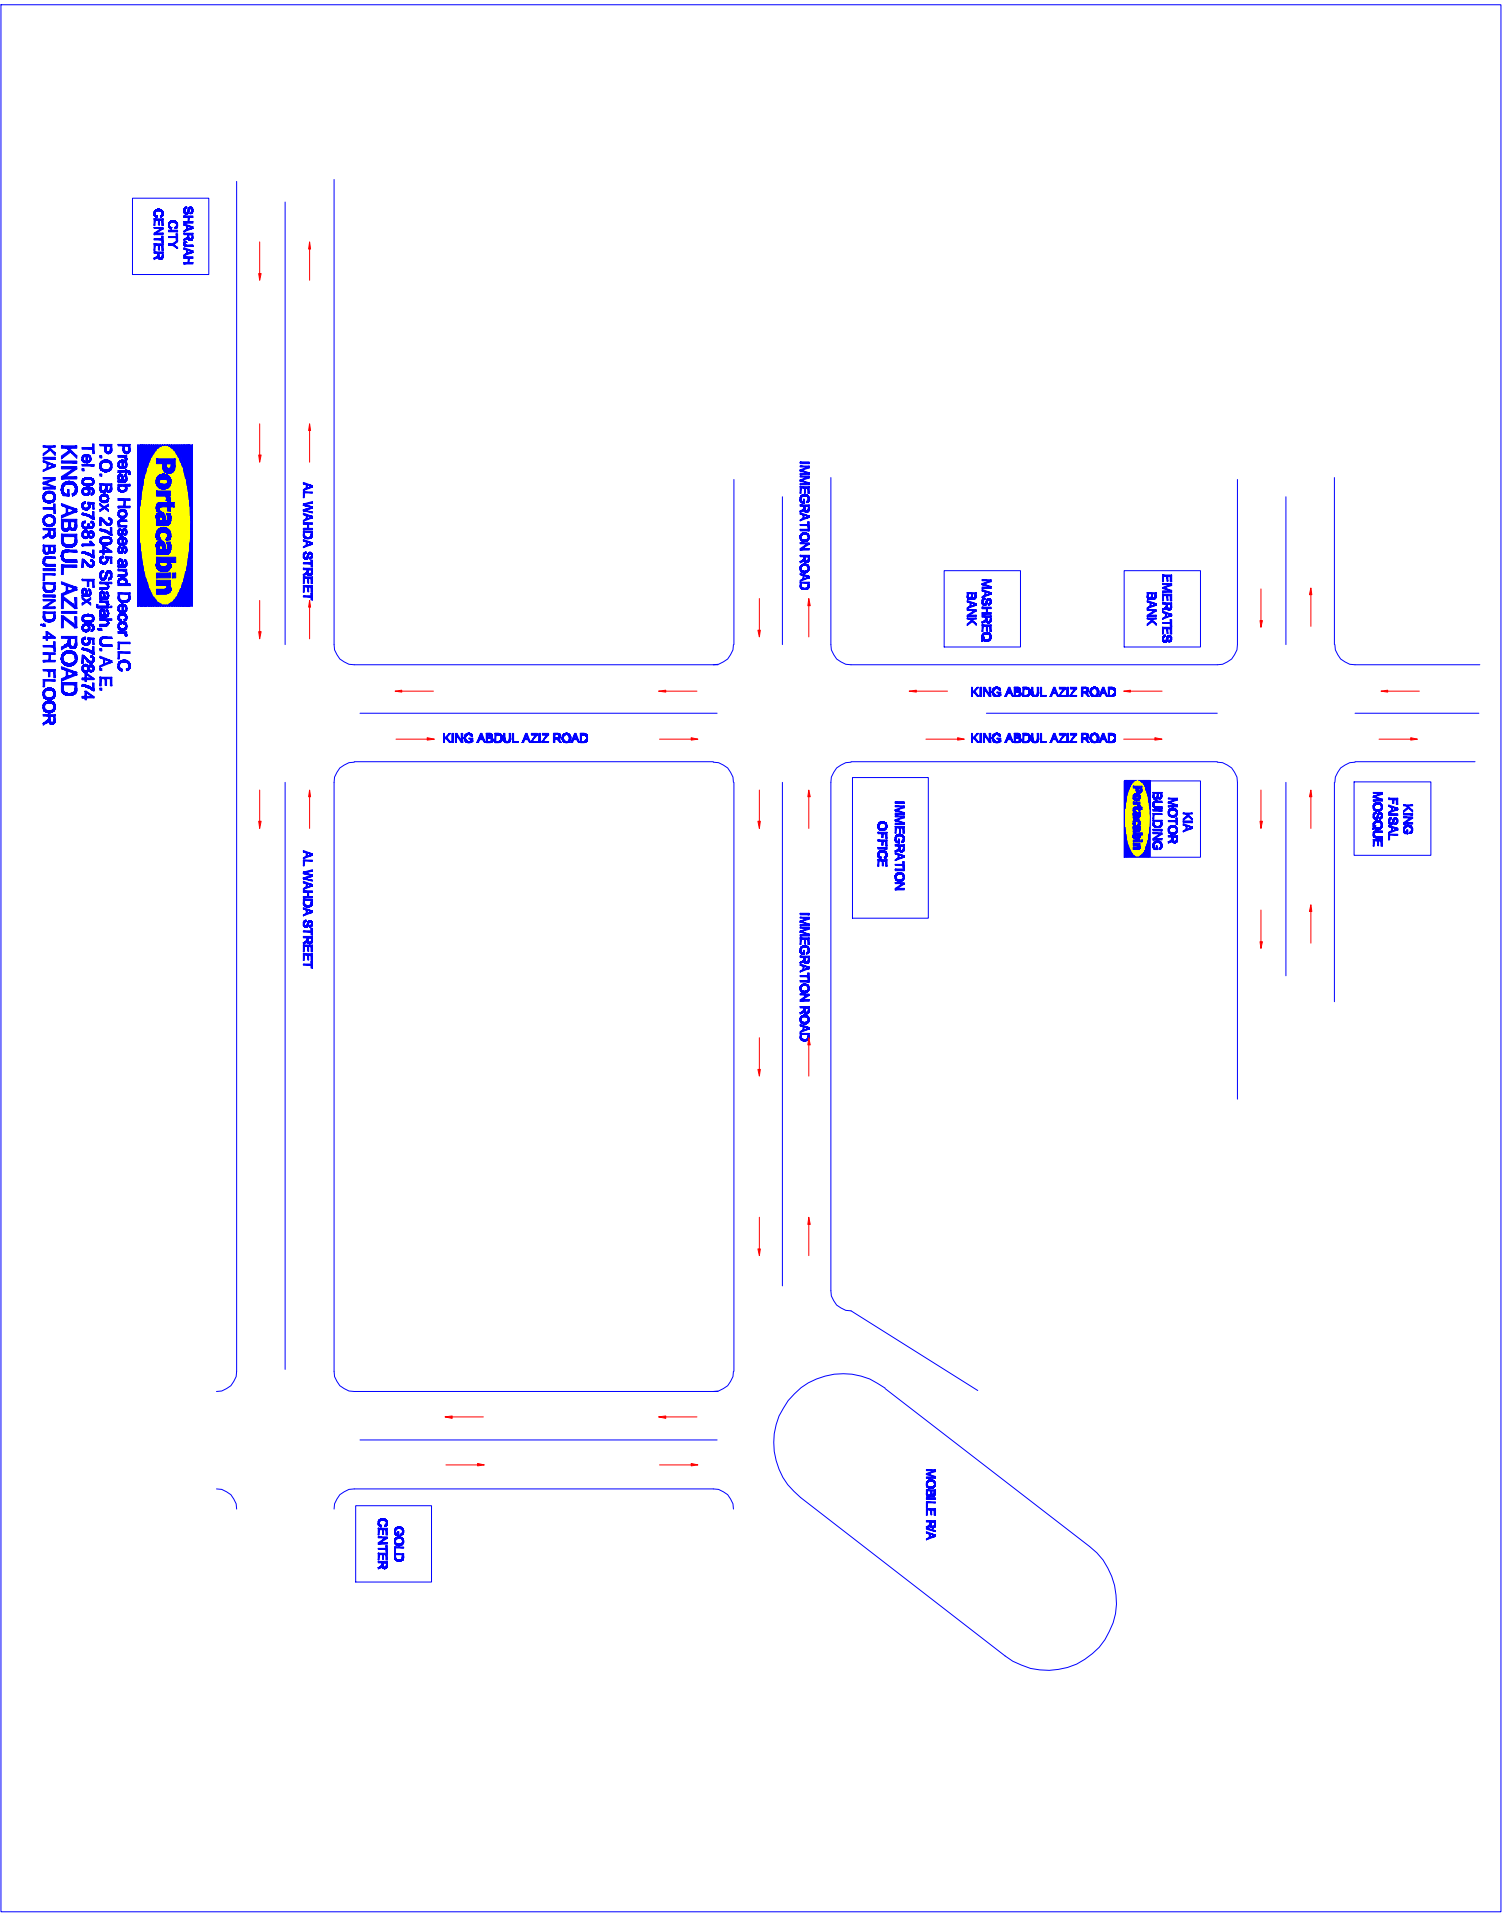 KING
FAISAL
MOSQUE
EMERATES
BANK
KIA
MOTOR
BUILDING
Portacabin
MASHREQ
BANK
KING ABDUL AZIZ ROAD
KING ABDUL AZIZ ROAD
IMMEGRATION
OFFICE
MOBILE R/A
IMMEGRATION ROAD
IMMEGRATION ROAD
KING ABDUL AZIZ ROAD
GOLD
CENTER
AL WAHDA STREET
AL WAHDA STREET
SHARJAH
CITY
CENTER
Portacabin
Prefab Houses and Decor LLC
P.O. Box 27045 Sharjah, U. A. E.
Tel. 06 5738172 Fax 06 5728474
KING ABDUL AZIZ ROAD
KIA MOTOR BUILDIND, 4TH FLOOR